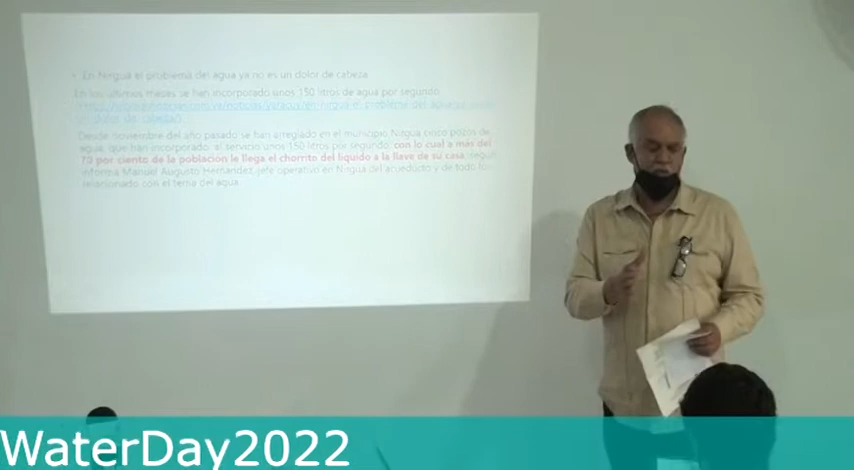 En Nirgua el problema del agua ya no es un dolor de cabeza
En los últimos meses se han incorporado unos 150 litros de agua por segundo.
Desde noviembre del año pasado se han arreglado en el municipio Nirgua cinco pozos de
agua, que han incorporado al servicio unos 150 litros por segundo, con lo cual a más del
70 por ciento de la población le llega el chorrito del líquido a la llave de su casa, según
informa Manuel Augusto Hernández, jefe operativo en Nirgua del acueducto y de todo lo
relacionado con el tema del agua.
WaterDay2022